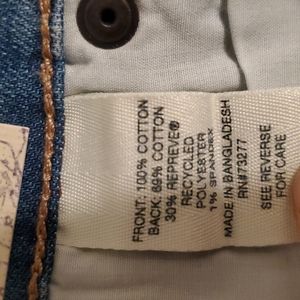 FRONT: 100% COTTON
BACK: 69% COTTON
30% REPREVE®
RECYCLED
POLYESTER
1% SPANDEX
MADE IN BANGLADESH
RN#73277
SEE REVERSE
FOR CARE